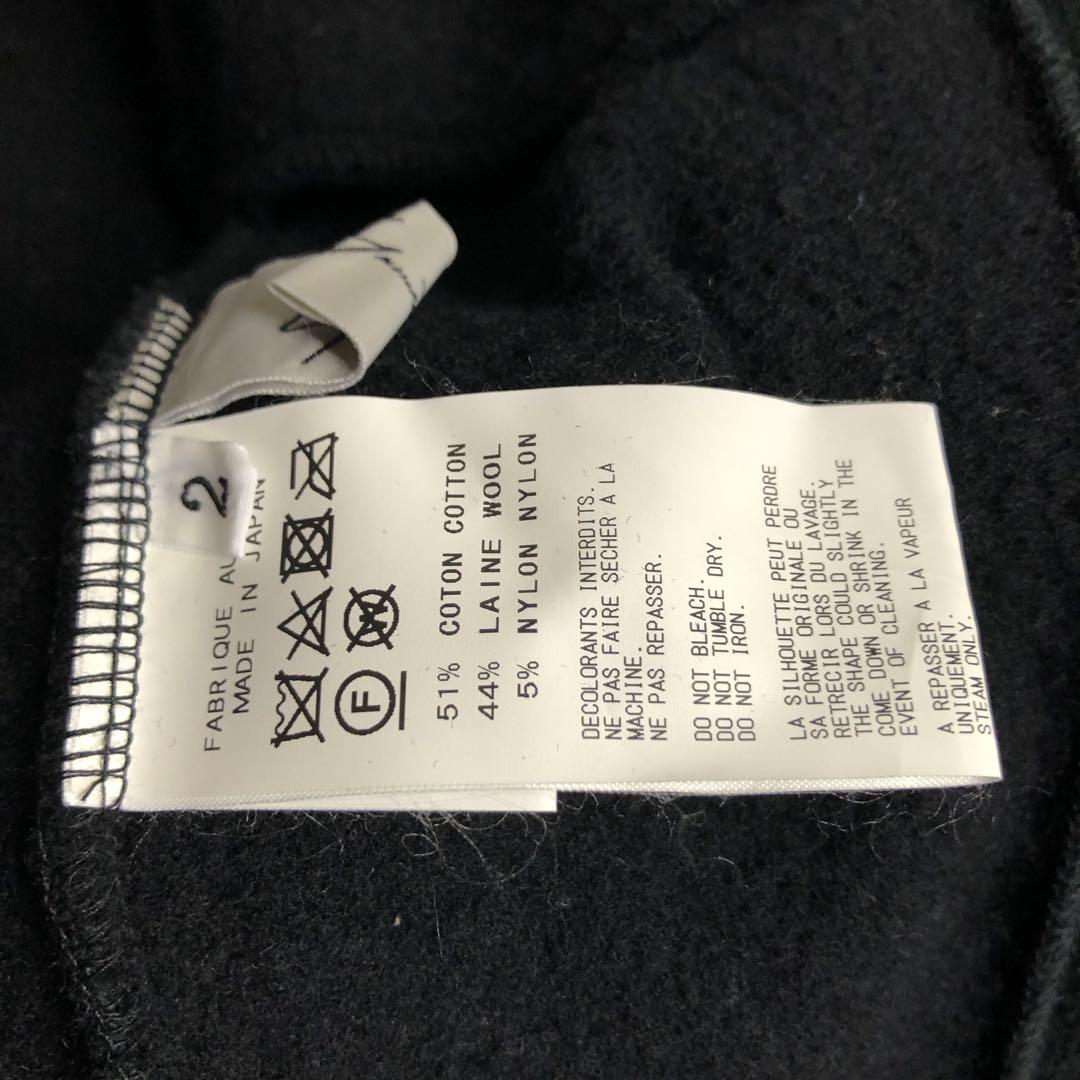 2
FABRIQUE AU
MADE IN JAPAN
W
F
51% COTON COTTON
44% LAINE WOOL
5% NYLON NYLON
DECOLORANTS INTERDITS.
NE PAS FAIRE SECHER À LA
MACHINE.
NE PAS REPASSER.
DO NOT BLEACH.
DO NOT TUMBLE DRY.
DO NOT IRON.
LA SILHOUETTE PEUT PERDRE
SA FORME ORIGINALE OU
RETRECIR LORS DU LAVAGE.
THE SHAPE COULD SLIGHTLY
COME DOWN OR SHRINK IN THE
EVENT OF CLEANING.
A REPASSER A LA VAPEUR
UNIQUEMENT.
STEAM ONLY.